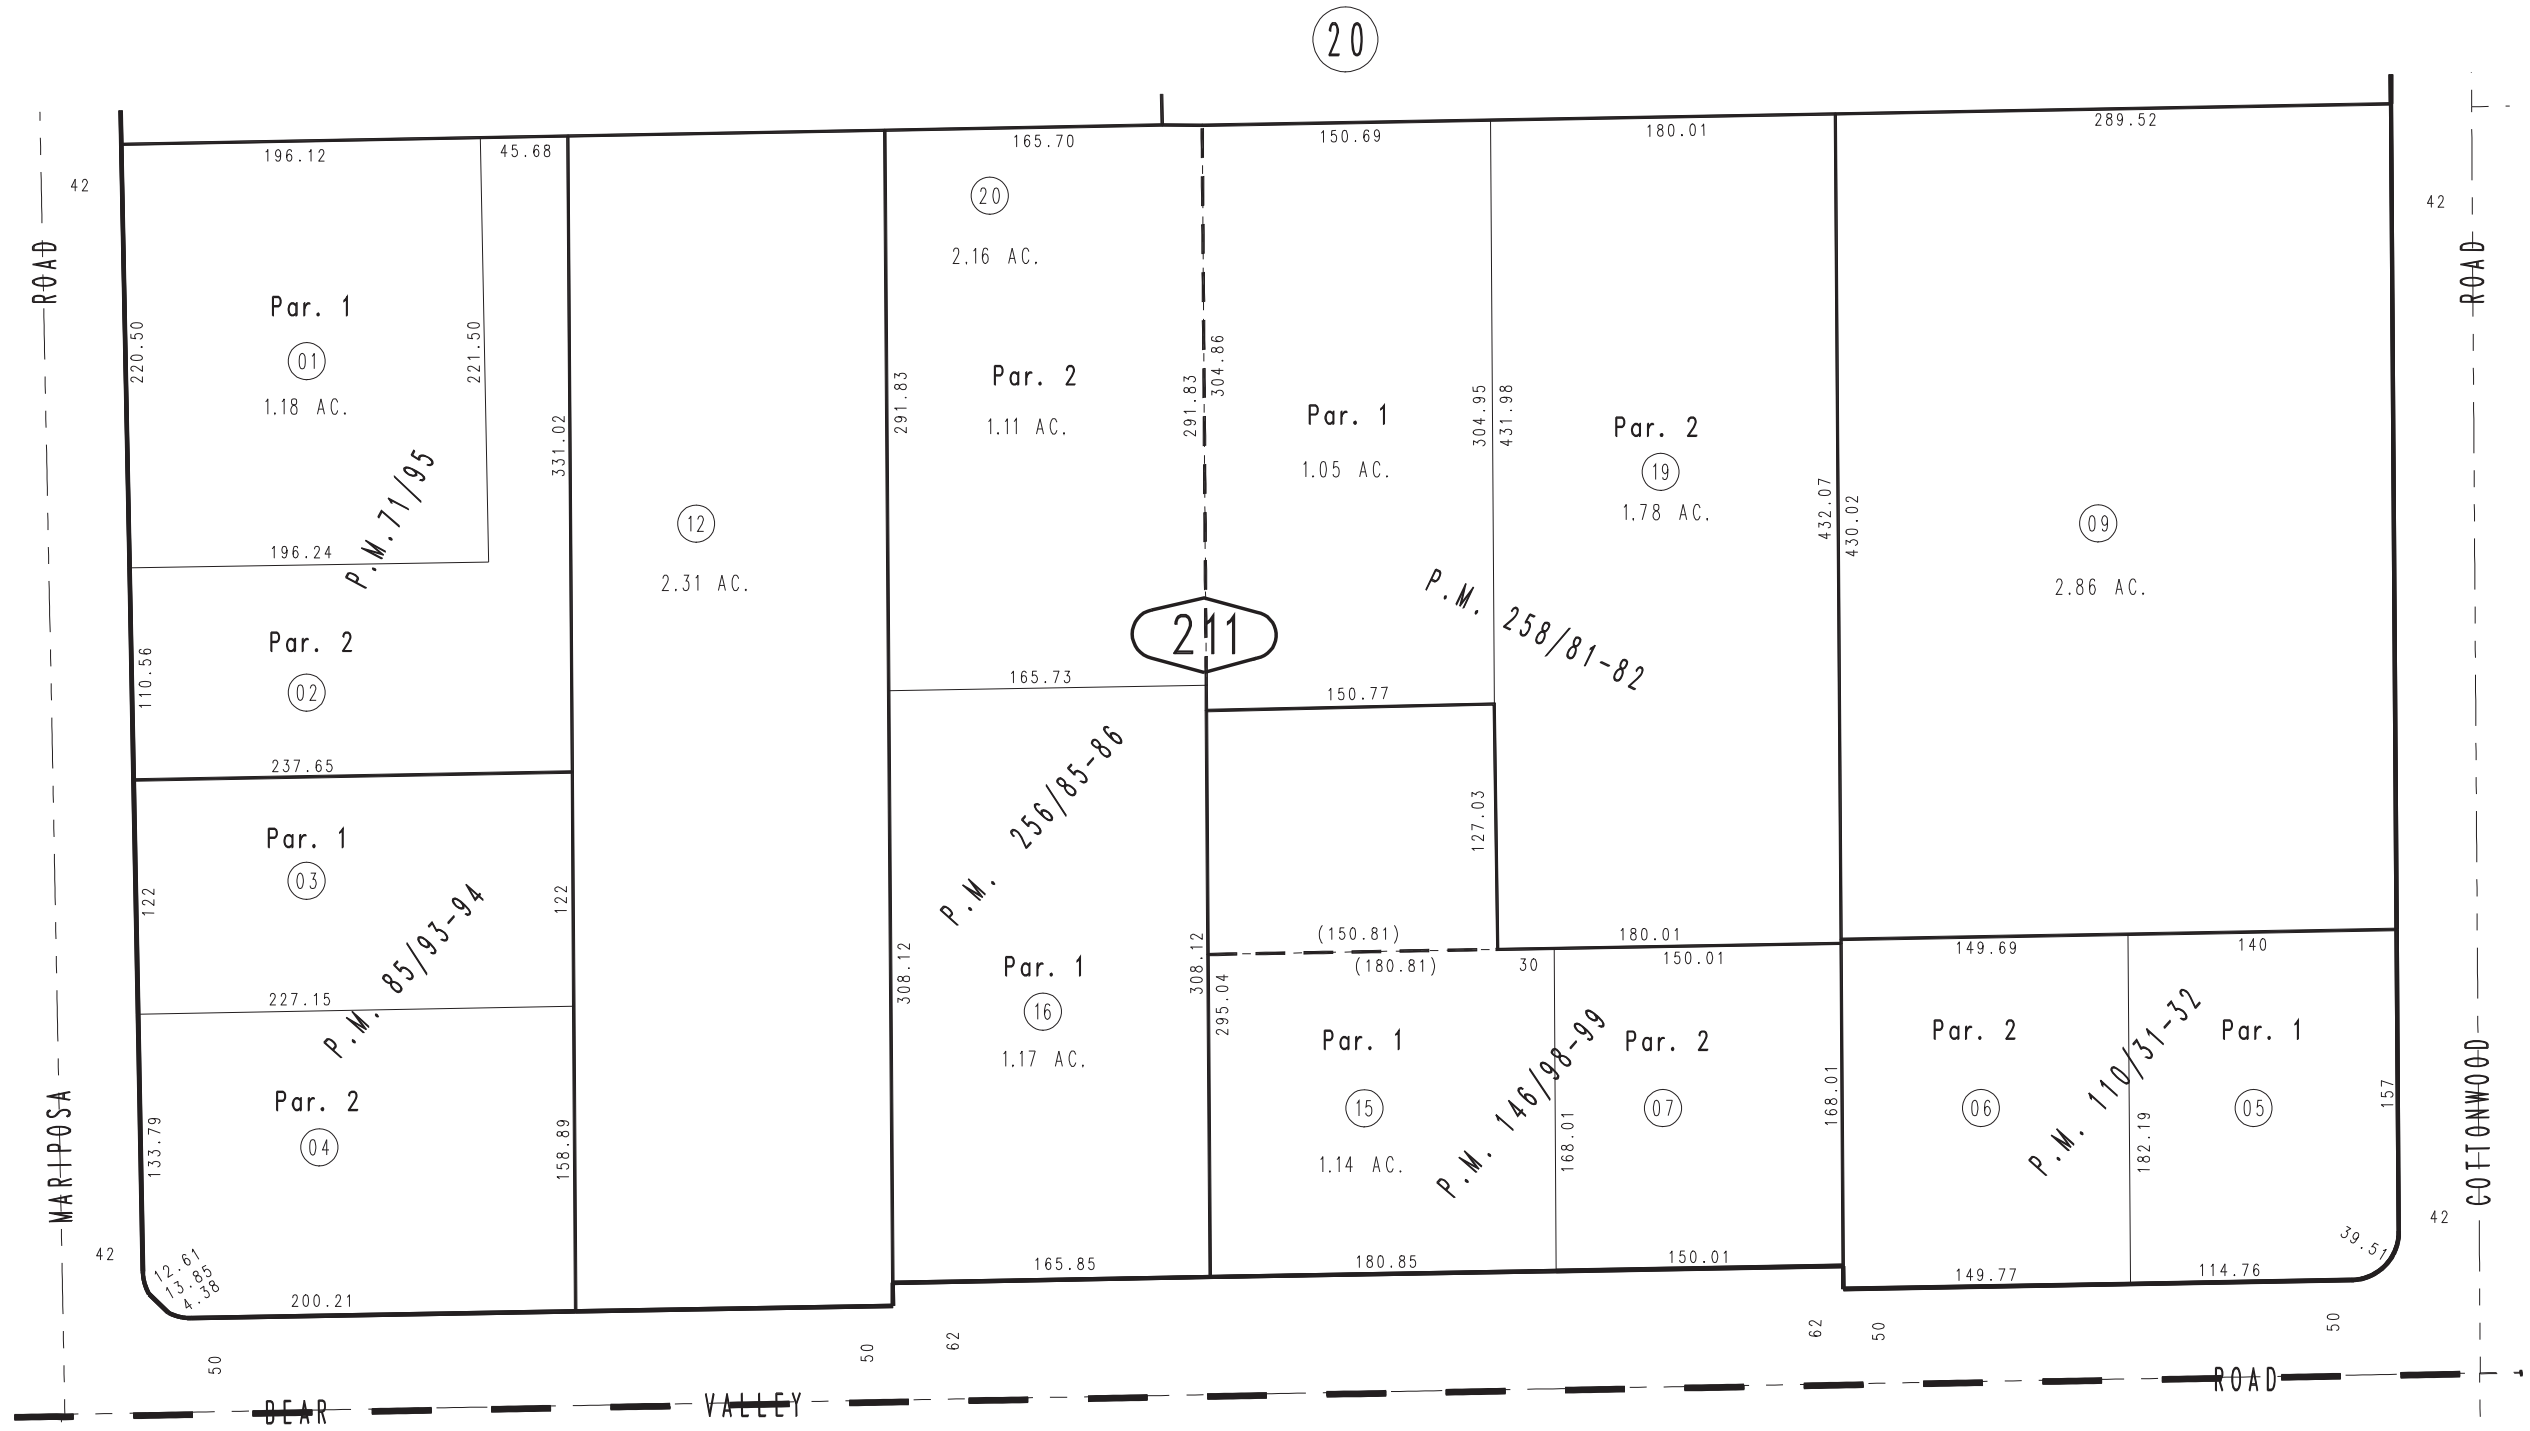 20
196.12
45.68
165.70
150.69
180.01
289.52
42
42
ROAD
ROAD
20
2.16 AC.
Par. 1
01
1.18 AC.
220.50
221.50
331.02
P.M. 71/95
196.24
12
2.31 AC.
291.83
Par. 2
1.11 AC.
291.83
304.86
Par. 1
1.05 AC.
304.95
431.98
Par. 2
19
1.78 AC.
432.07
430.02
09
2.86 AC.
P.M. 258/81-82
211
110.56
Par. 2
02
237.65
165.73
150.77
P.M. 256/85-86
127.03
Par. 1
03
122
122
P.M. 85/93-94
227.15
(150.81)
(180.81)
30
180.01
150.01
149.69
140
308.12
Par. 1
16
1.17 AC.
308.12
295.04
Par. 1
15
1.14 AC.
P.M. 146/98-99
168.01
Par. 2
07
168.01
Par. 2
06
P.M. 110/31-32
182.19
Par. 1
05
157
Par. 2
04
133.79
158.89
MARIPOSA
COTTONWOOD
42
42
12.61
13.85
4.38
39.51
200.21
165.85
180.85
150.01
149.77
114.76
50
50
62
62
50
50
BEAR VALLEY ROAD